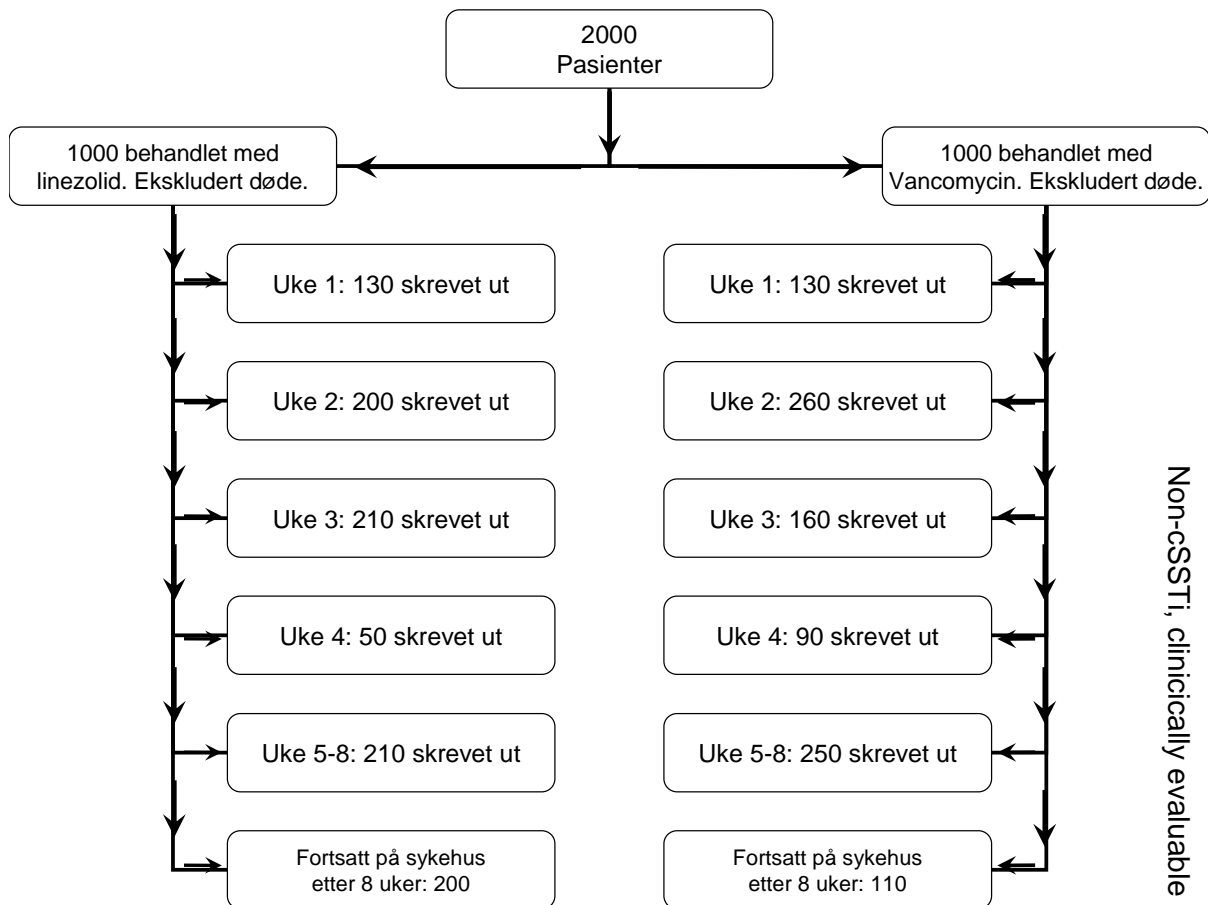 2000
Pasienter
1000 behandlet med
linezolid. Ekskludert døde.
1000 behandlet med
Vancomycin. Ekskludert døde.
Uke 1: 130 skrevet ut
Uke 2: 200 skrevet ut
Uke 3: 210 skrevet ut
Uke 4: 50 skrevet ut
Uke 5-8: 210 skrevet ut
Fortsatt på sykehus
etter 8 uker: 200
Uke 1: 130 skrevet ut
Uke 2: 260 skrevet ut
Uke 3: 160 skrevet ut
Uke 4: 90 skrevet ut
Uke 5-8: 250 skrevet ut
Fortsatt på sykehus
etter 8 uker: 110
Non-cSSTi, clinicically evaluable